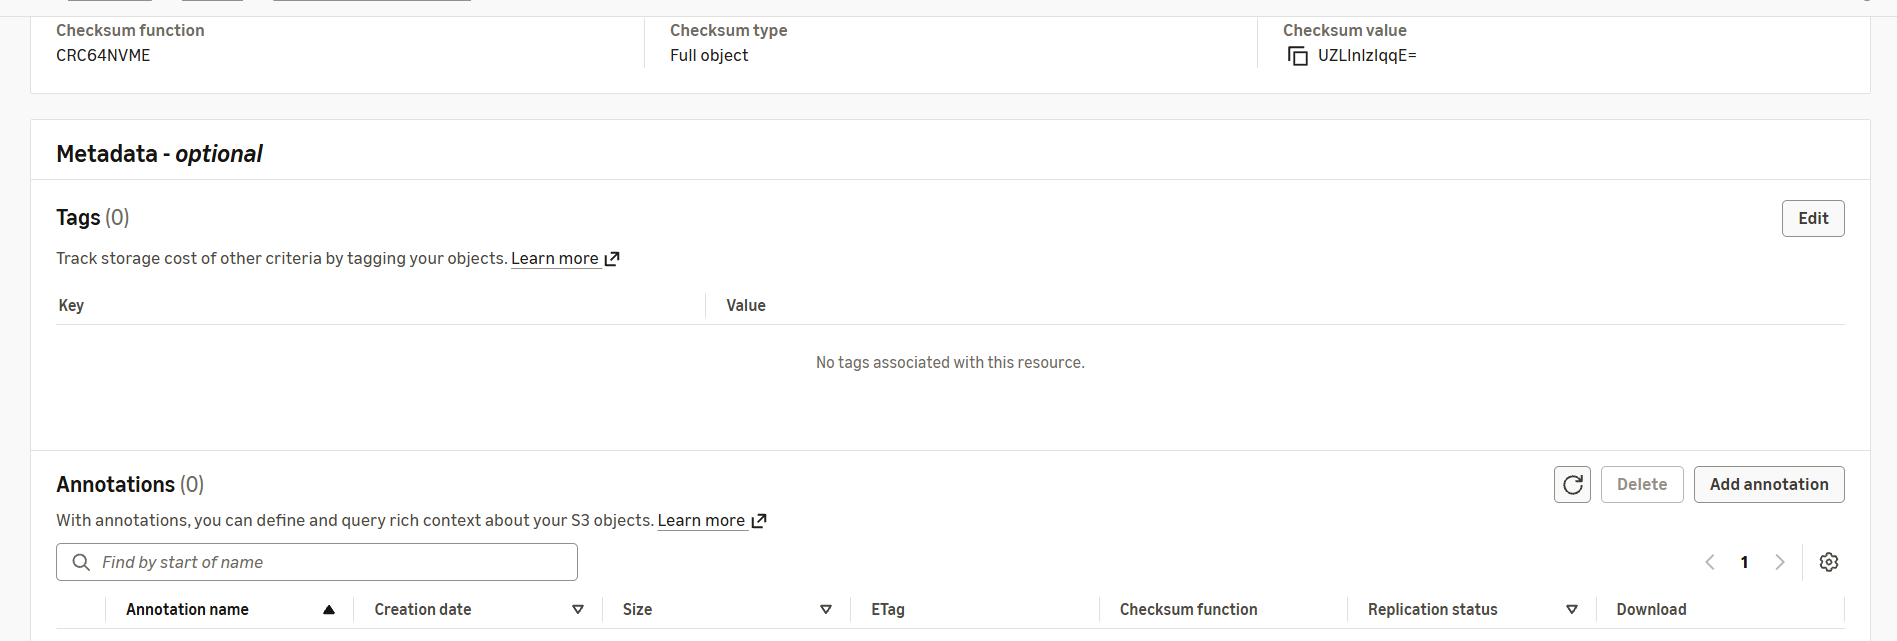 Checksum function
CRC64NVME
Checksum type
Full object
Checksum value
UZLlnlzlqqE=
Metadata - optional
Tags (0)
Edit
Track storage cost of other criteria by tagging your objects. Learn more
Key
Value
No tags associated with this resource.
Annotations (0)
Delete
Add annotation
With annotations, you can define and query rich context about your S3 objects. Learn more
Find by start of name
1
Annotation name
Creation date
Size
ETag
Checksum function
Replication status
Download